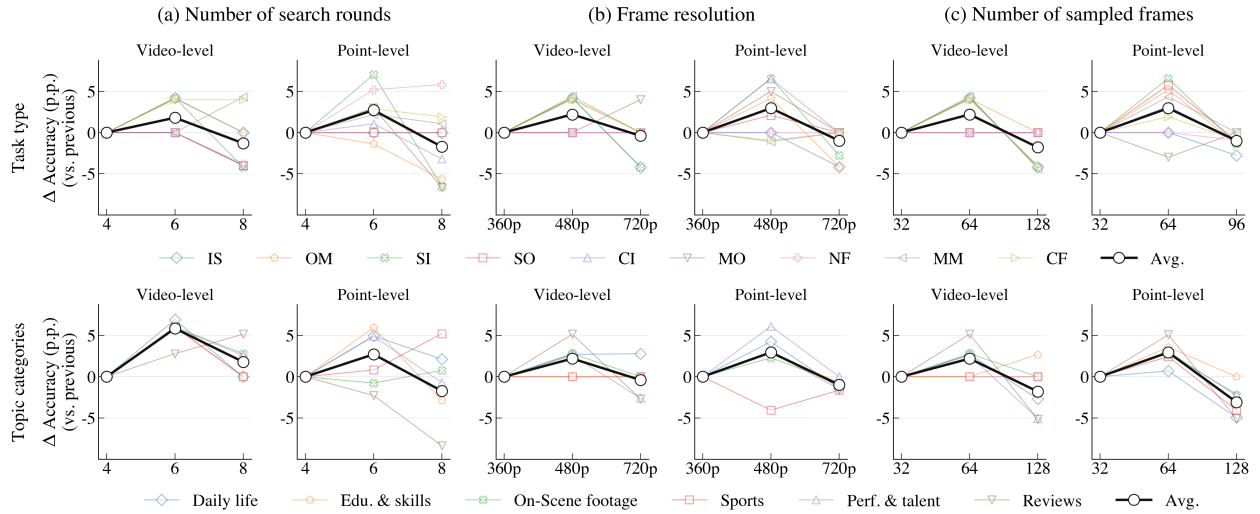 (a) Number of search rounds
(b) Frame resolution
(c) Number of sampled frames
Video-level
Point-level
Video-level
Point-level
Video-level
Point-level
Task type
Δ Accuracy (p.p.)
(vs. previous)
5
0
-5
4 6 8
4 6 8
360p 480p 720p
360p 480p 720p
32 64 128
32 64 96
IS OM SI SO CI MO NF MM CF Avg.
Video-level
Point-level
Video-level
Point-level
Video-level
Point-level
Topic categories
Δ Accuracy (p.p.)
(vs. previous)
5
0
-5
4 6 8
4 6 8
360p 480p 720p
360p 480p 720p
32 64 128
32 64 128
Daily life Edu. & skills On-Scene footage Sports Perf. & talent Reviews Avg.